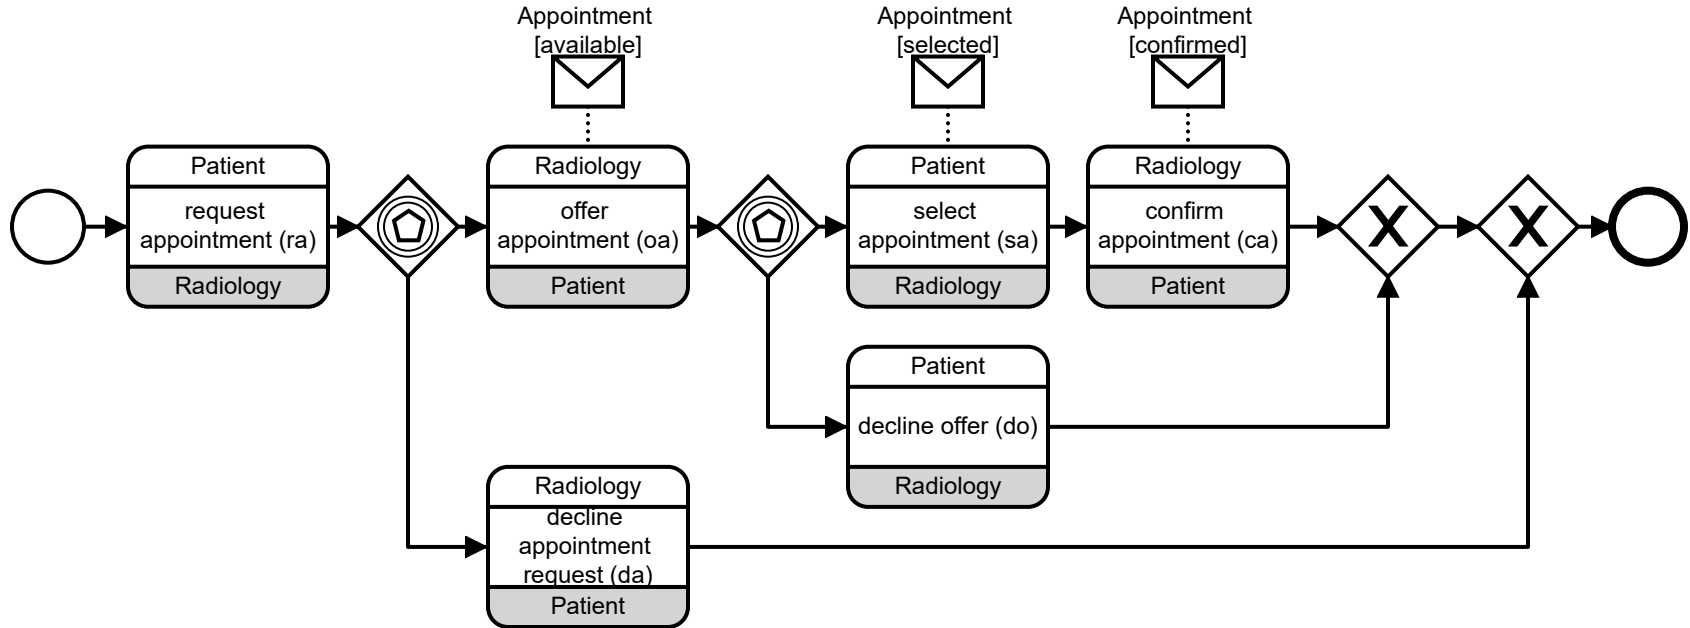 Appointment
[available]
Appointment
[selected]
Appointment
[confirmed]
Patient
request
appointment (ra)
Radiology
Radiology
offer
appointment (oa)
Patient
Patient
select
appointment (sa)
Radiology
Radiology
confirm
appointment (ca)
Patient
X
X
Patient
decline offer (do)
Radiology
Radiology
decline
appointment
request (da)
Patient